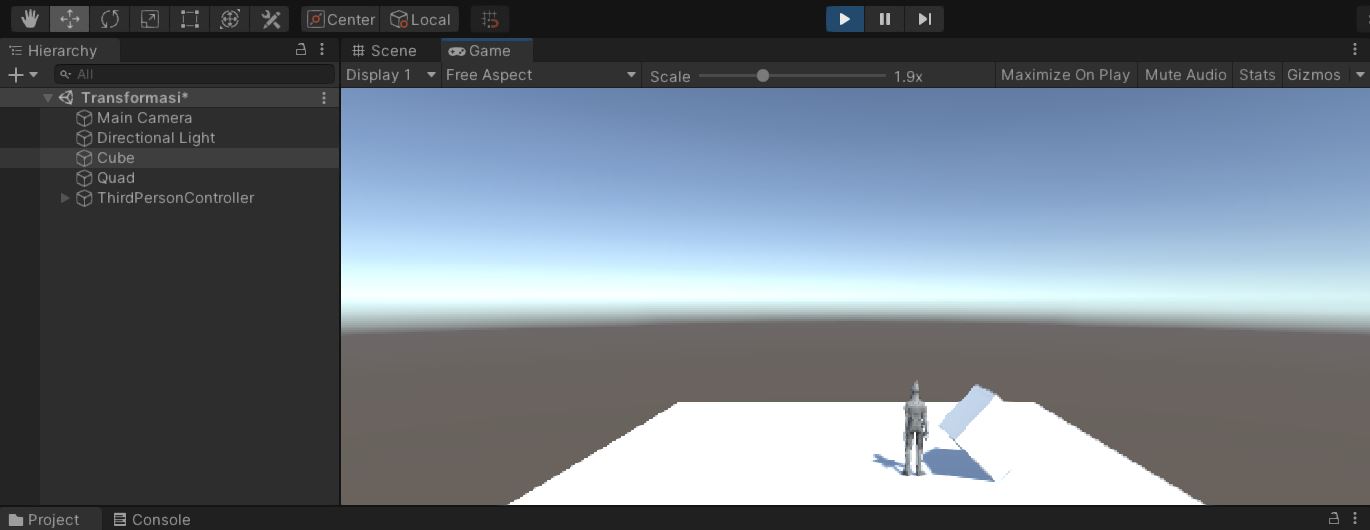 Center Local
Hierarchy
Scene Game
All
Display 1 Free Aspect Scale 1.9x Maximize On Play Mute Audio Stats Gizmos
Transformasi*
Main Camera
Directional Light
Cube
Quad
ThirdPersonController
Project Console